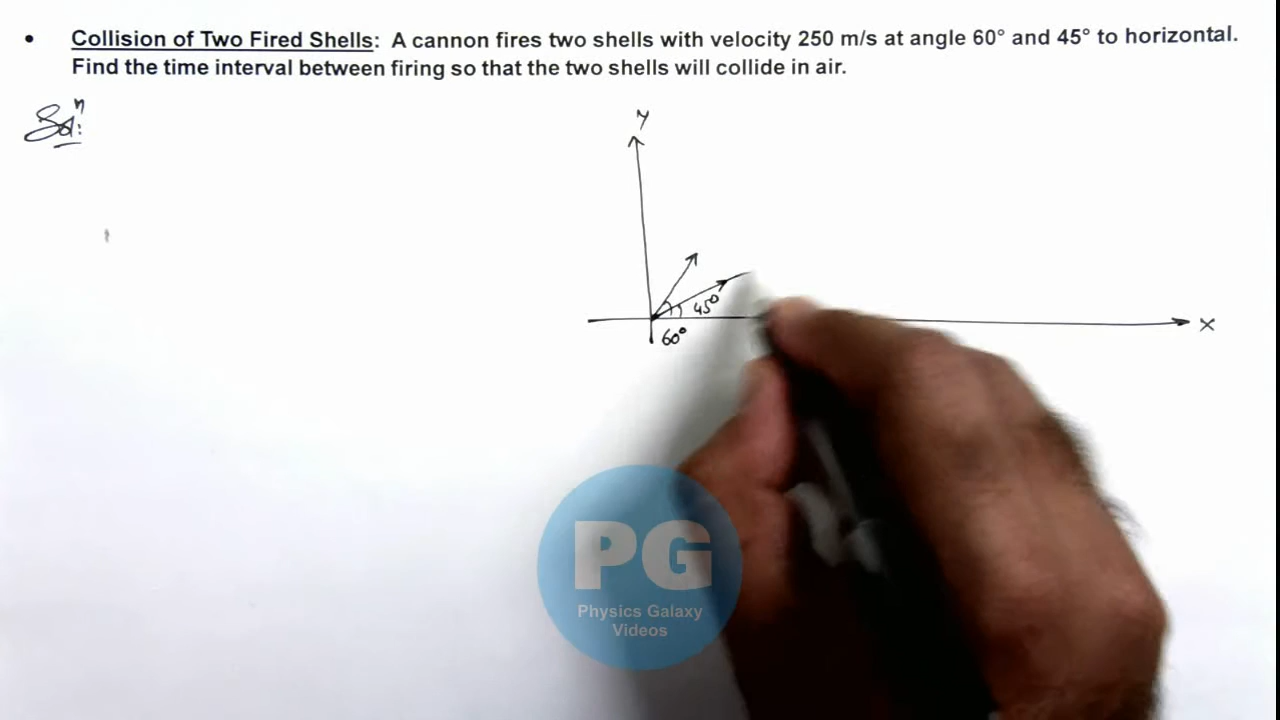 • Collision of Two Fired Shells: A cannon fires two shells with velocity 250 m/s at angle 60° and 45° to horizontal.
Find the time interval between firing so that the two shells will collide in air.
Solⁿ:
y
45°
60°
x
PG
Physics Galaxy
Videos